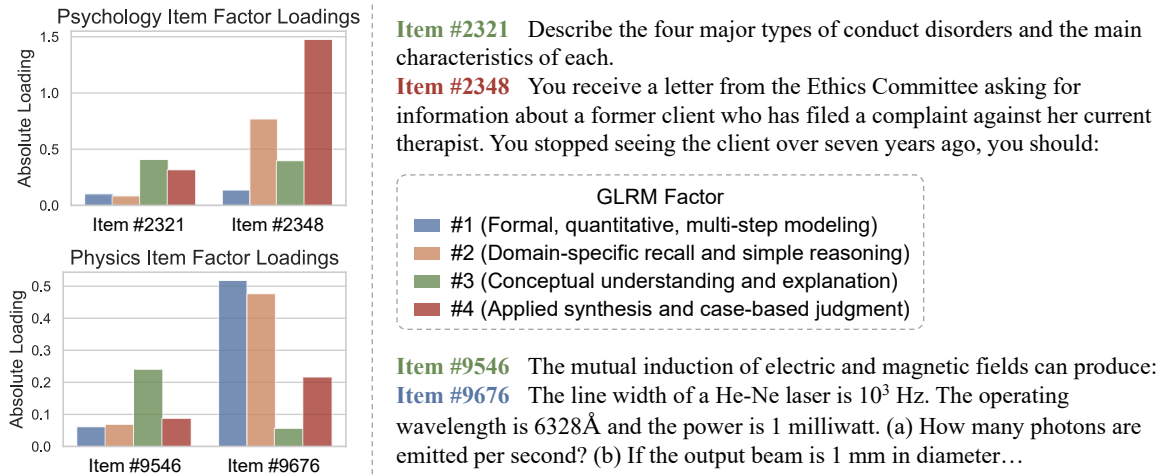 Psychology Item Factor Loadings
Absolute Loading
1.5
1.0
0.5
0.0
Item #2321
Item #2348
Physics Item Factor Loadings
Absolute Loading
0.5
0.4
0.3
0.2
0.1
0.0
Item #9546
Item #9676
Item #2321 Describe the four major types of conduct disorders and the main
characteristics of each.
Item #2348 You receive a letter from the Ethics Committee asking for
information about a former client who has filed a complaint against her current
therapist. You stopped seeing the client over seven years ago, you should:
GLRM Factor
#1 (Formal, quantitative, multi-step modeling)
#2 (Domain-specific recall and simple reasoning)
#3 (Conceptual understanding and explanation)
#4 (Applied synthesis and case-based judgment)
Item #9546 The mutual induction of electric and magnetic fields can produce:
Item #9676 The line width of a He-Ne laser is 10³ Hz. The operating
wavelength is 6328Å and the power is 1 milliwatt. (a) How many photons are
emitted per second? (b) If the output beam is 1 mm in diameter…